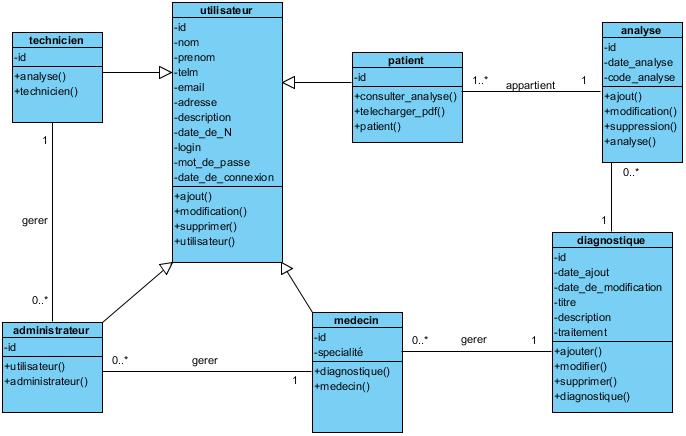 utilisateur
-id
-nom
-prenom
-telm
-email
-adresse
-description
-date_de_N
-login
-mot_de_passe
-date_de_connexion
+ajout()
+modification()
+supprimer()
+utilisateur()
technicien
-id
+analyse()
+technicien()
patient
-id
+consulter_analyse()
+telecharger_pdf()
+patient()
1..*
appartient
1
analyse
-id
-date_analyse
-code_analyse
+ajout()
+modification()
+suppression()
+analyse()
1
gerer
0..*
0..*
1
administrateur
-id
+utilisateur()
+administrateur()
0..*
gerer
1
medecin
-id
-specialité
+diagnostique()
+medecin()
0..*
gerer
1
diagnostique
-id
-date_ajout
-date_de_modification
-titre
-description
-traitement
+ajouter()
+modifier()
+supprimer()
+diagnostique()